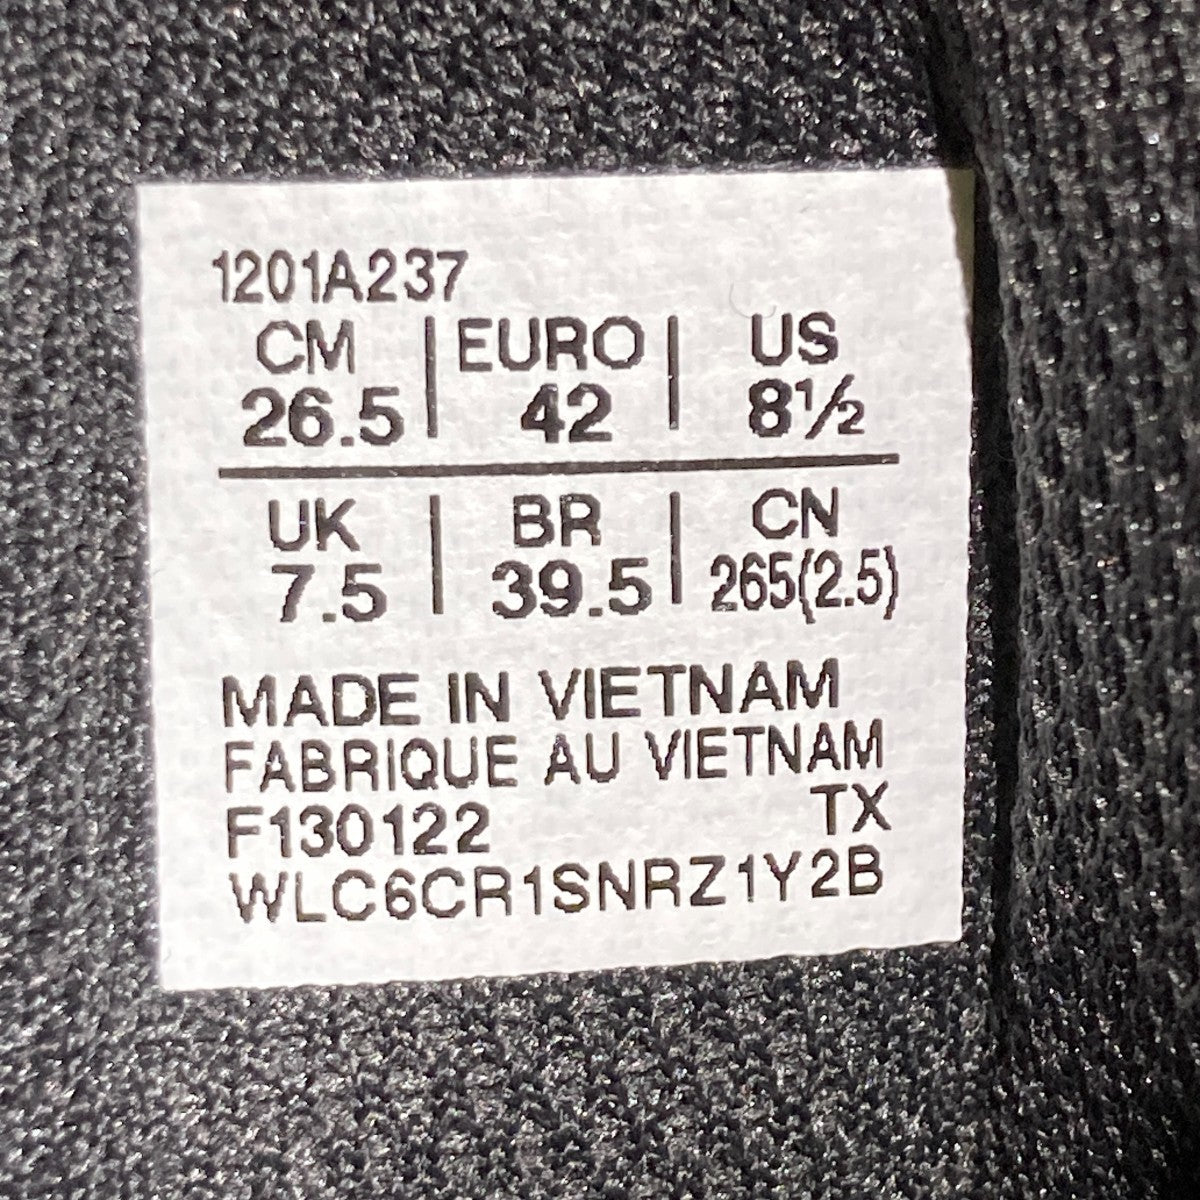 1201A237
CM | EURO | US
26.5 | 42 | 8½
UK | BR | CN
7.5 | 39.5 | 265(2.5)
MADE IN VIETNAM
FABRIQUE AU VIETNAM
F130122 TX
WLC6CR1SNRZ1Y2B